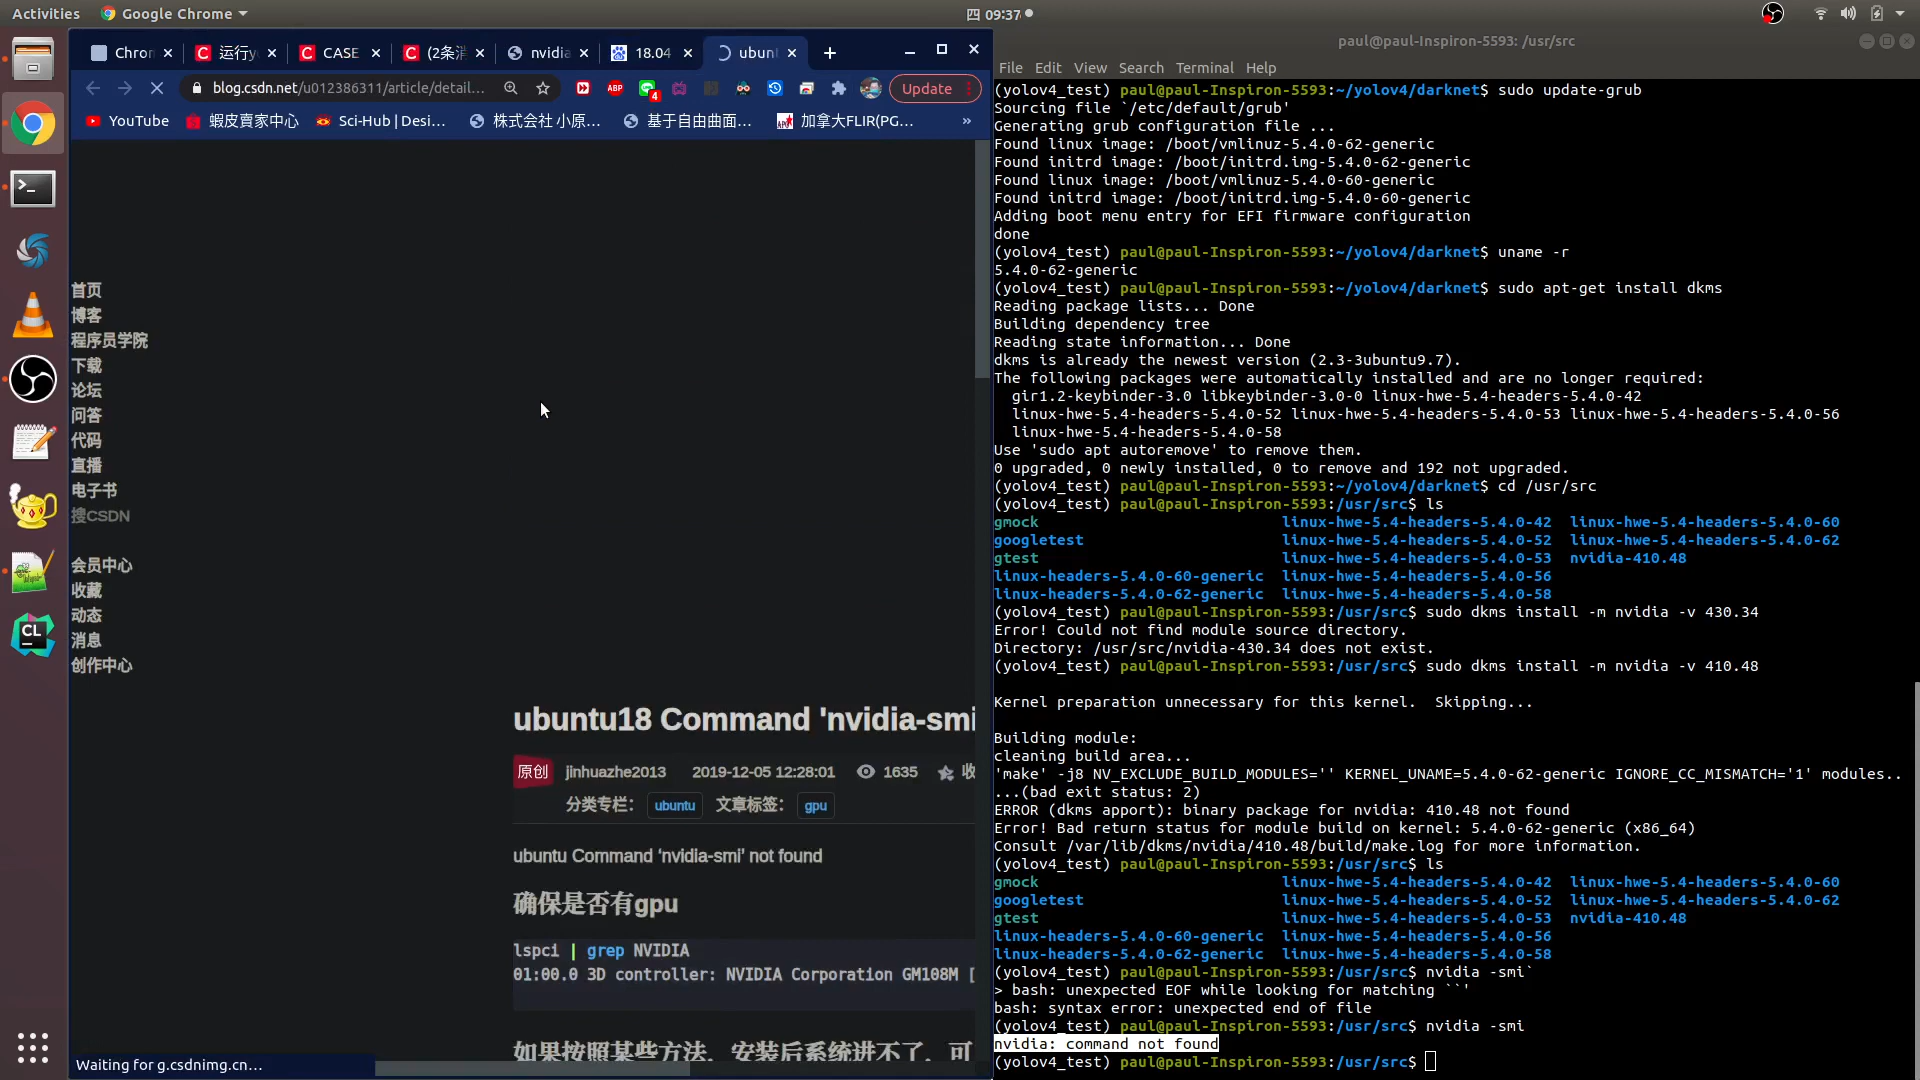 Activities
Google Chrome
四 09:37
Chron
运行y
CASE
(2条消
nvidia
18.04
ubunt
blog.csdn.net/u012386311/article/detail...
ABP
4
Update
YouTube
蝦皮賣家中心
Sci-Hub | Desi...
株式会社 小原...
基于自由曲面...
加拿大FLIR(PG...
»
首页
博客
程序员学院
下载
论坛
问答
代码
直播
电子书
搜CSDN
会员中心
收藏
动态
消息
创作中心
ubuntu18 Command 'nvidia-smi
原创 jinhuazhe2013 2019-12-05 12:28:01 1635 收
分类专栏： ubuntu 文章标签： gpu
ubuntu Command 'nvidia-smi' not found
确保是否有gpu
lspci | grep NVIDIA
01:00.0 3D controller: NVIDIA Corporation GM108M [
如果按照某些方法，安装后系统进不了，可
Waiting for g.csdnimg.cn...
CL
paul@paul-Inspiron-5593: /usr/src
File Edit View Search Terminal Help
(yolov4_test) paul@paul-Inspiron-5593:~/yolov4/darknet$ sudo update-grub
Sourcing file `/etc/default/grub'
Generating grub configuration file ...
Found linux image: /boot/vmlinuz-5.4.0-62-generic
Found initrd image: /boot/initrd.img-5.4.0-62-generic
Found linux image: /boot/vmlinuz-5.4.0-60-generic
Found initrd image: /boot/initrd.img-5.4.0-60-generic
Adding boot menu entry for EFI firmware configuration
done
(yolov4_test) paul@paul-Inspiron-5593:~/yolov4/darknet$ uname -r
5.4.0-62-generic
(yolov4_test) paul@paul-Inspiron-5593:~/yolov4/darknet$ sudo apt-get install dkms
Reading package lists... Done
Building dependency tree
Reading state information... Done
dkms is already the newest version (2.3-3ubuntu9.7).
The following packages were automatically installed and are no longer required:
gir1.2-keybinder-3.0 libkeybinder-3.0-0 linux-hwe-5.4-headers-5.4.0-42
linux-hwe-5.4-headers-5.4.0-52 linux-hwe-5.4-headers-5.4.0-53 linux-hwe-5.4-headers-5.4.0-56
linux-hwe-5.4-headers-5.4.0-58
Use 'sudo apt autoremove' to remove them.
0 upgraded, 0 newly installed, 0 to remove and 192 not upgraded.
(yolov4_test) paul@paul-Inspiron-5593:~/yolov4/darknet$ cd /usr/src
(yolov4_test) paul@paul-Inspiron-5593:/usr/src$ ls
gmock linux-hwe-5.4-headers-5.4.0-42 linux-hwe-5.4-headers-5.4.0-60
googletest linux-hwe-5.4-headers-5.4.0-52 linux-hwe-5.4-headers-5.4.0-62
gtest linux-hwe-5.4-headers-5.4.0-53 nvidia-410.48
linux-headers-5.4.0-60-generic linux-hwe-5.4-headers-5.4.0-56
linux-headers-5.4.0-62-generic linux-hwe-5.4-headers-5.4.0-58
(yolov4_test) paul@paul-Inspiron-5593:/usr/src$ sudo dkms install -m nvidia -v 430.34
Error! Could not find module source directory.
Directory: /usr/src/nvidia-430.34 does not exist.
(yolov4_test) paul@paul-Inspiron-5593:/usr/src$ sudo dkms install -m nvidia -v 410.48
Kernel preparation unnecessary for this kernel. Skipping...
Building module:
cleaning build area...
'make' -j8 NV_EXCLUDE_BUILD_MODULES='' KERNEL_UNAME=5.4.0-62-generic IGNORE_CC_MISMATCH='1' modules..
...(bad exit status: 2)
ERROR (dkms apport): binary package for nvidia: 410.48 not found
Error! Bad return status for module build on kernel: 5.4.0-62-generic (x86_64)
Consult /var/lib/dkms/nvidia/410.48/build/make.log for more information.
(yolov4_test) paul@paul-Inspiron-5593:/usr/src$ ls
gmock linux-hwe-5.4-headers-5.4.0-42 linux-hwe-5.4-headers-5.4.0-60
googletest linux-hwe-5.4-headers-5.4.0-52 linux-hwe-5.4-headers-5.4.0-62
gtest linux-hwe-5.4-headers-5.4.0-53 nvidia-410.48
linux-headers-5.4.0-60-generic linux-hwe-5.4-headers-5.4.0-56
linux-headers-5.4.0-62-generic linux-hwe-5.4-headers-5.4.0-58
(yolov4_test) paul@paul-Inspiron-5593:/usr/src$ nvidia -smi`
> bash: unexpected EOF while looking for matching ``'
bash: syntax error: unexpected end of file
(yolov4_test) paul@paul-Inspiron-5593:/usr/src$ nvidia -smi
nvidia: command not found
(yolov4_test) paul@paul-Inspiron-5593:/usr/src$